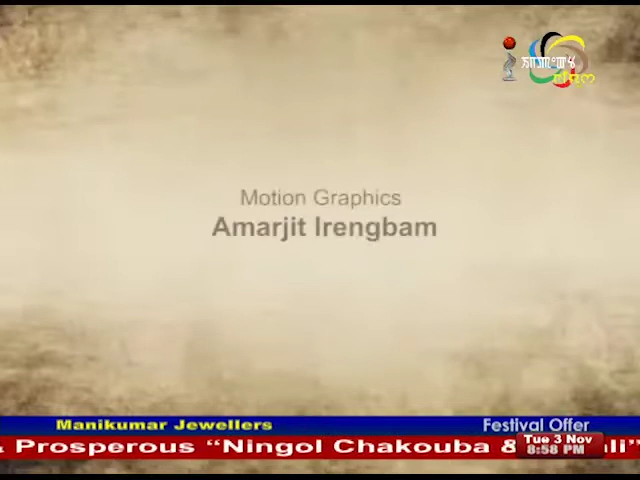 Motion Graphics
Amarjit Irengbam
Manikumar Jewellers
Festival Offer
& Prosperous “Ningol Chakouba &
Tue 3 Nov
8:58 PM